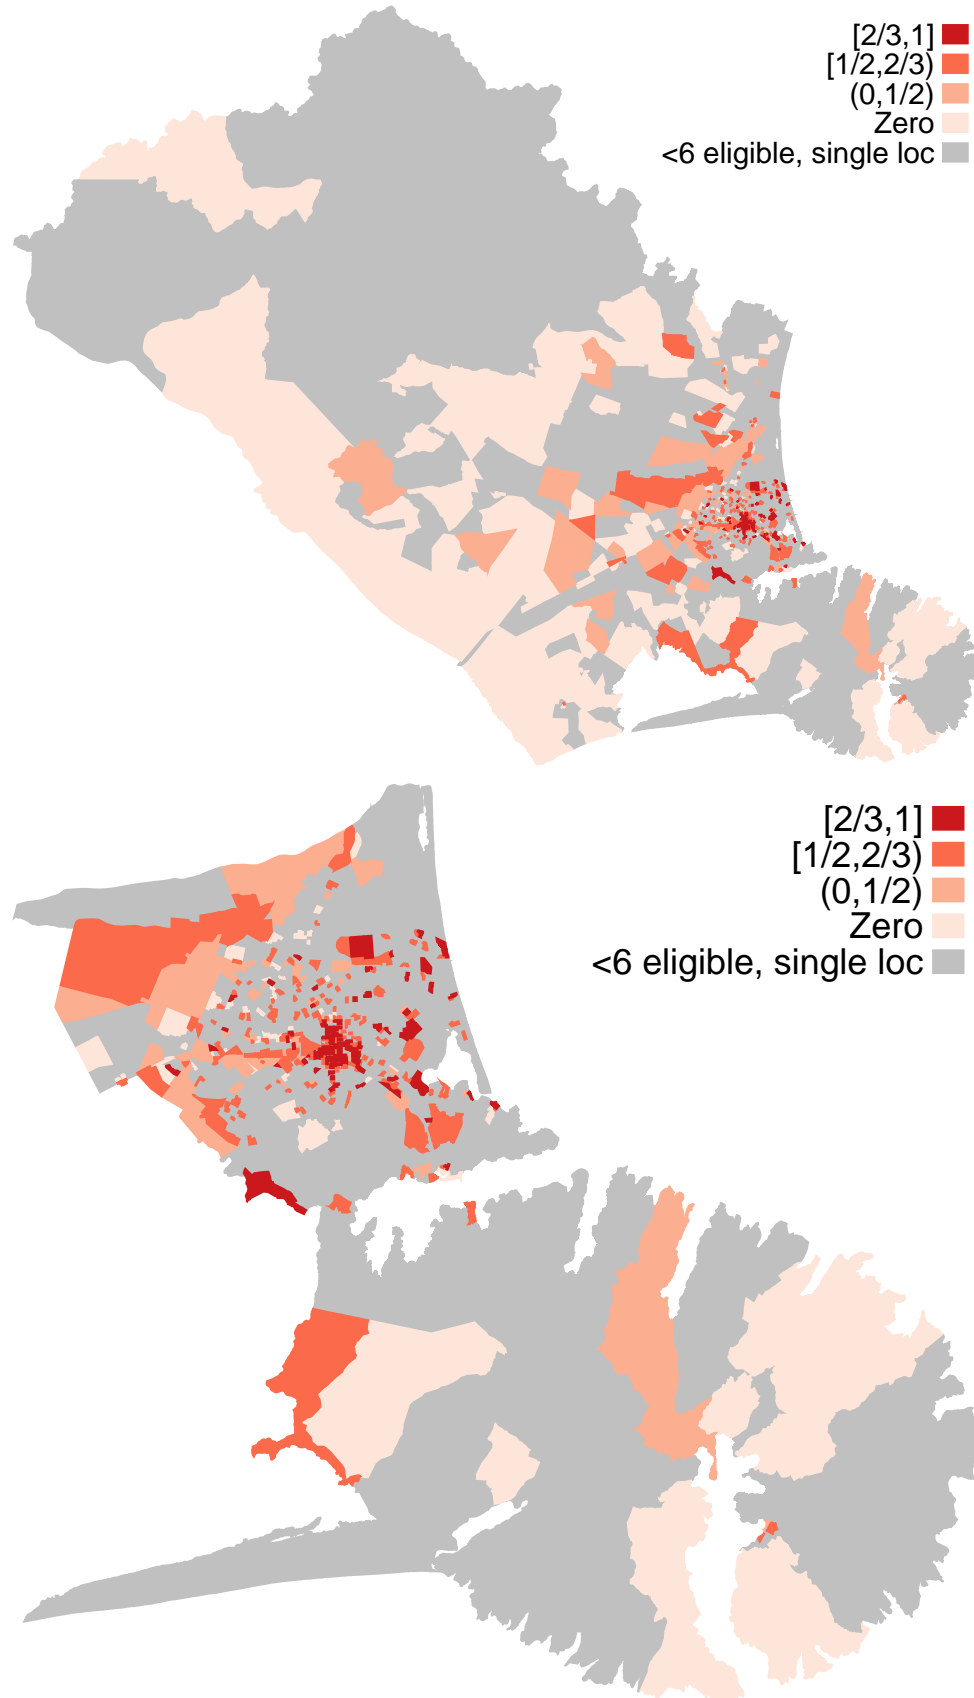 [2/3,1]
[1/2,2/3)
(0,1/2)
Zero
<6 eligible, single loc
[2/3,1]
[1/2,2/3)
(0,1/2)
Zero
<6 eligible, single loc